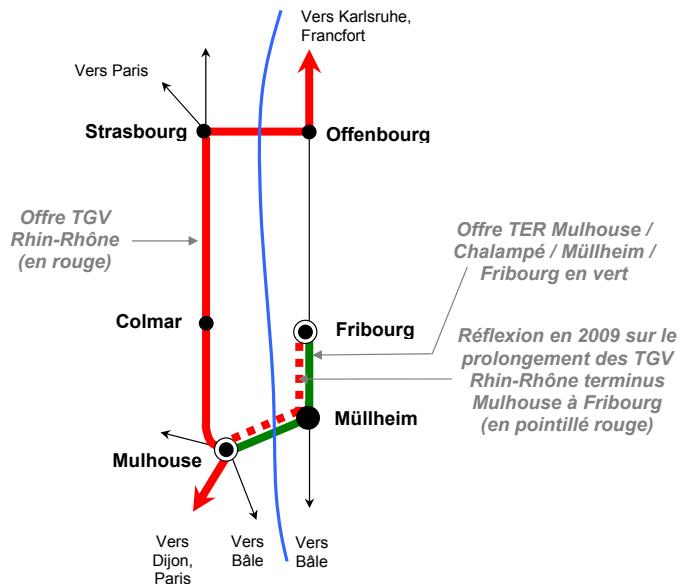 Vers Karlsruhe,
Francfort
Vers Paris
Strasbourg
Offenbourg
Offre TGV
Rhin-Rhône
(en rouge)
Offre TER Mulhouse /
Chalampé / Müllheim /
Fribourg en vert
Colmar
Fribourg
Réflexion en 2009 sur le
prolongement des TGV
Rhin-Rhône terminus
Mulhouse à Fribourg
(en pointillé rouge)
Müllheim
Mulhouse
Vers
Dijon,
Paris
Vers
Bâle
Vers
Bâle